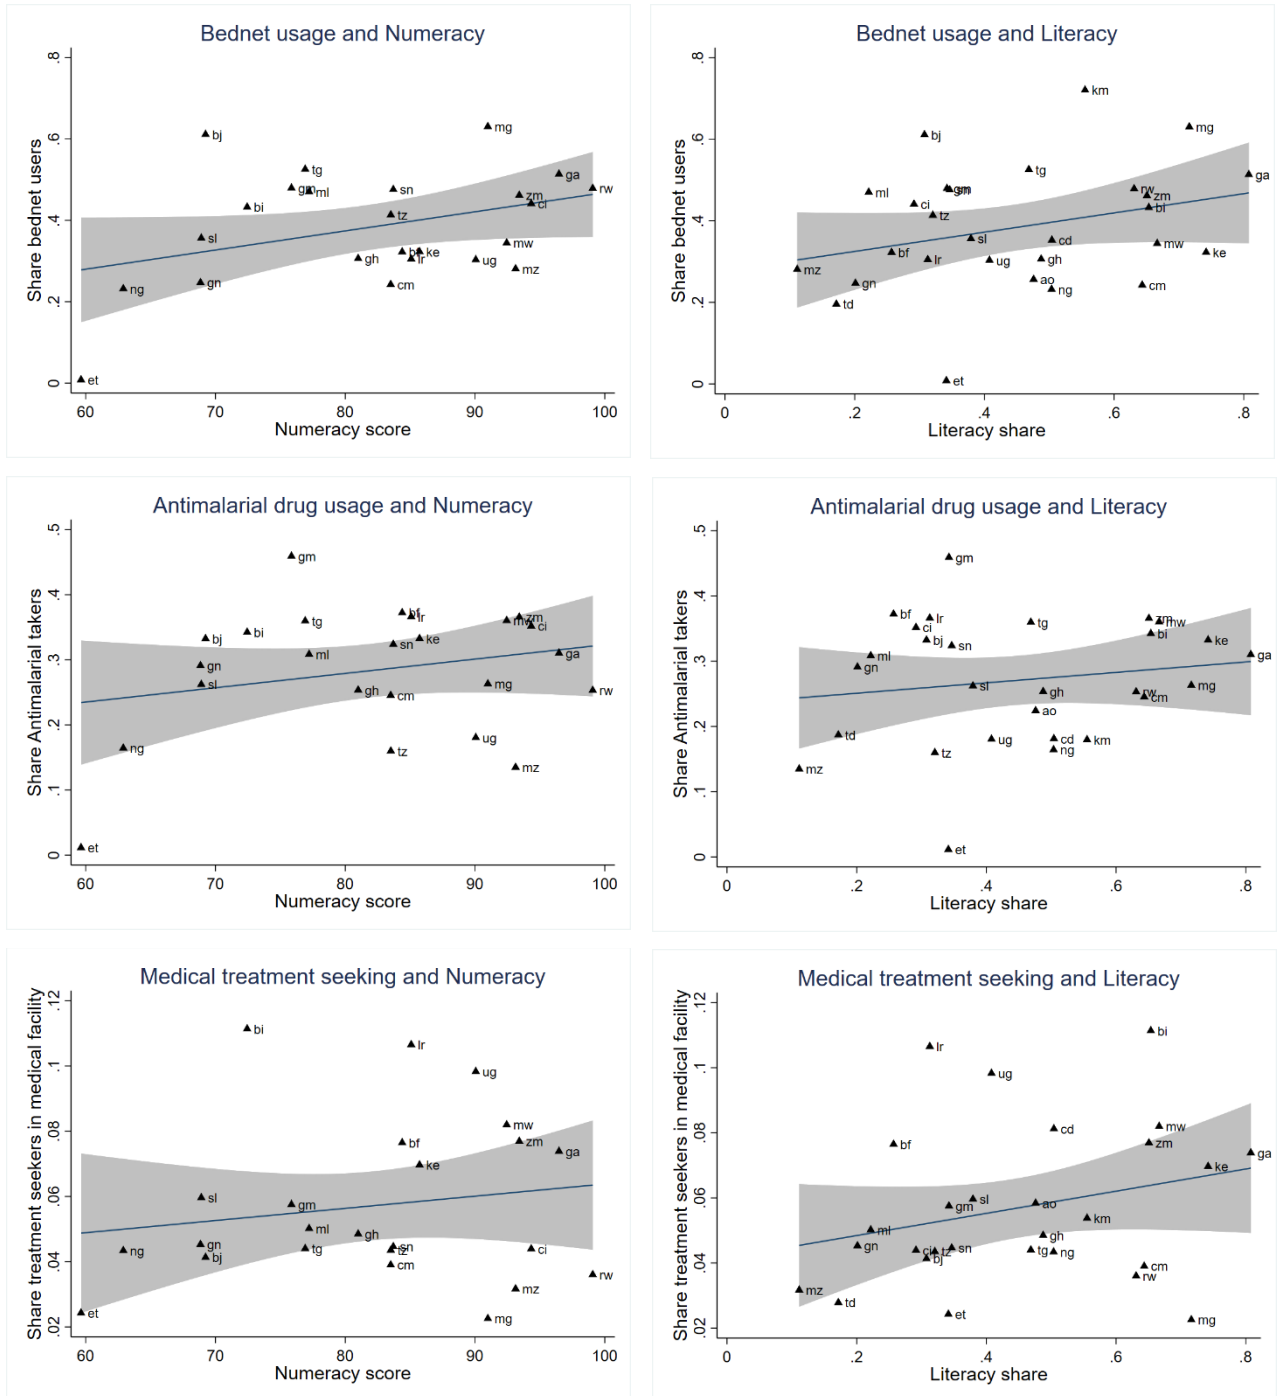 Bednet usage and Numeracy
Share bednet users
.8
.6
.4
.2
0
mg
bj
tg
ga
gm
ml
sn
rw
zm
ci
bi
tz
sl
mw
bf
ke
lr
gh
ug
mz
gn
cm
ng
et
60 70 80 90 100
Numeracy score
Bednet usage and Literacy
Share bednet users
.8
.6
.4
.2
0
km
mg
bj
tg
ga
ml
gm
sn
rw
zm
ci
bi
tz
sl
cd
mw
bf
ke
lr
ug
gh
mz
ao
gn
ng
cm
td
et
0 .2 .4 .6 .8
Literacy share
Antimalarial drug usage and Numeracy
Share Antimalarial takers
.5
.4
.3
.2
.1
0
gm
bf
lr
zm
tg
mw
ci
bi
bj
ke
sn
ml
ga
gn
sl
mg
gh
rw
cm
ug
ng
tz
mz
et
60 70 80 90 100
Numeracy score
Antimalarial drug usage and Literacy
Share Antimalarial takers
.5
.4
.3
.2
.1
0
gm
bf
lr
zm
mw
tg
ci
bi
bj
ke
sn
ml
ga
gn
sl
mg
gh
rw
cm
ao
td
ug
cd
km
ng
tz
mz
et
0 .2 .4 .6 .8
Literacy share
Medical treatment seeking and Numeracy
Share treatment seekers in medical facility
.12
.1
.08
.06
.04
.02
bi
lr
ug
mw
bf
zm
ga
ke
sl
gm
ml
gh
gn
ng
bj
tg
sn
tz
ci
cm
rw
mz
et
mg
60 70 80 90 100
Numeracy score
Medical treatment seeking and Literacy
Share treatment seekers in medical facility
.12
.1
.08
.06
.04
.02
bi
lr
ug
mw
cd
bf
zm
ga
ke
sl
gm
ao
km
ml
gh
gn
ci
tz
sn
bj
tg
ng
cm
rw
mz
td
et
mg
0 .2 .4 .6 .8
Literacy share